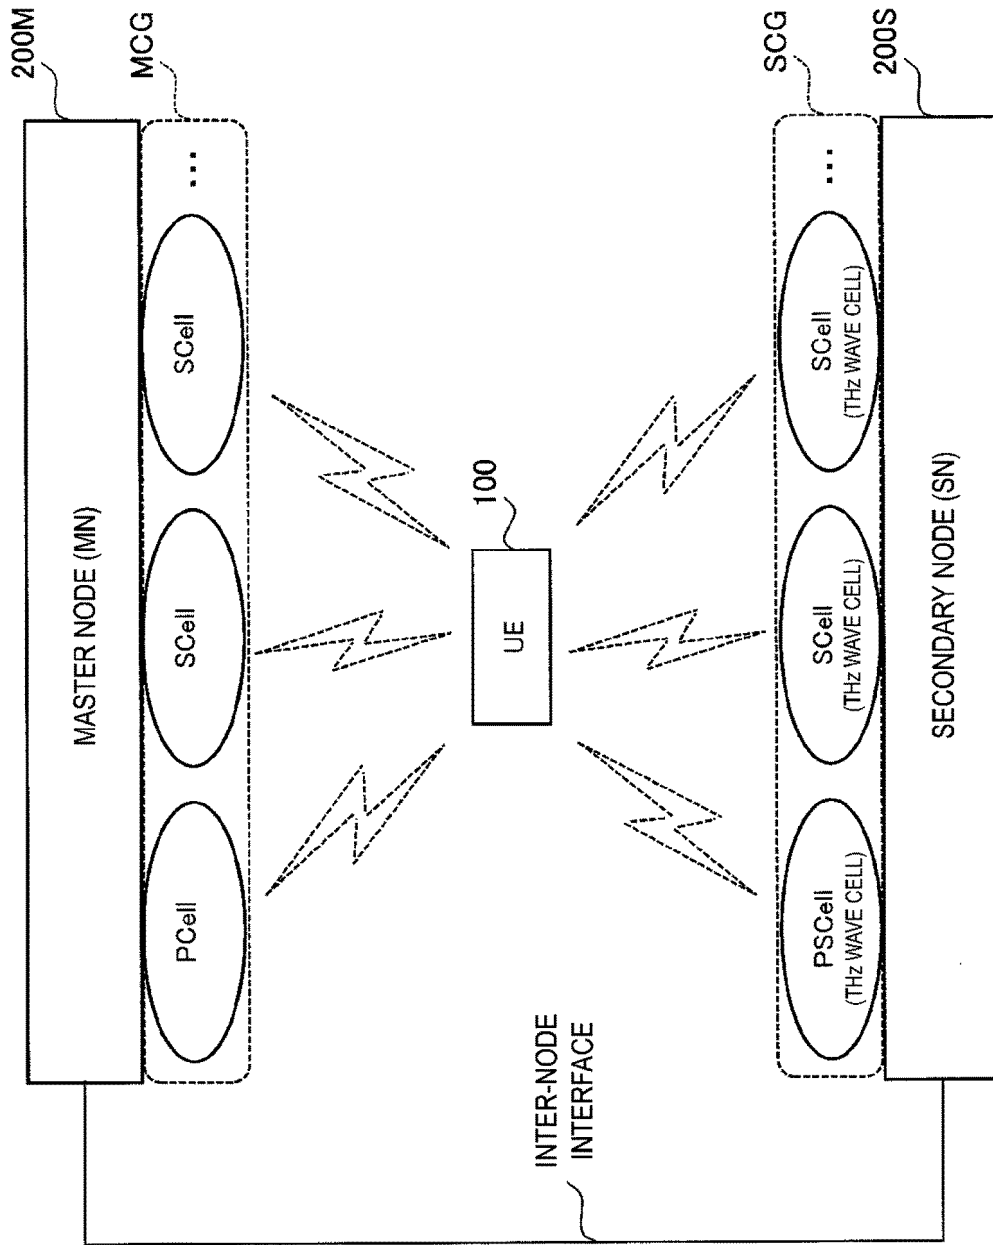 200M
MASTER NODE (MN)
MCG
PCell
SCell
SCell
...
100
UE
INTER-NODE
INTERFACE
SCG
PSCell
(THz WAVE CELL)
SCell
(THz WAVE CELL)
SCell
(THz WAVE CELL)
...
SECONDARY NODE (SN)
200S